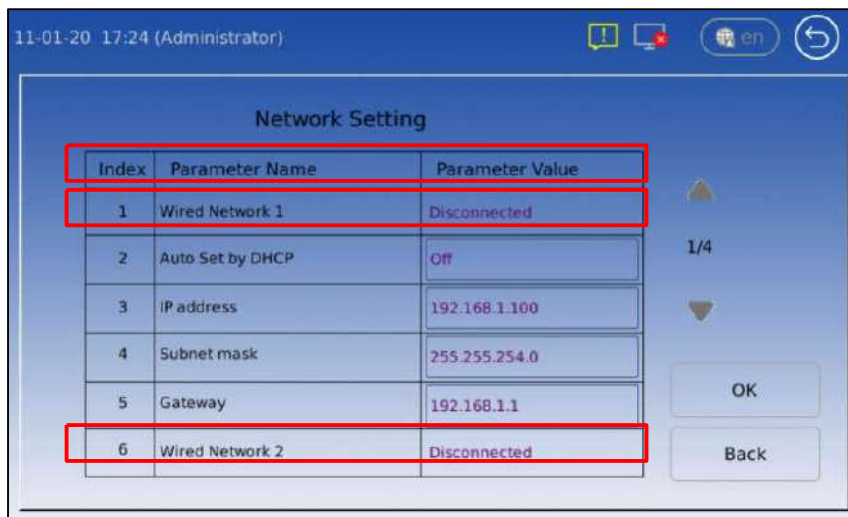 11-01-20 17:24 (Administrator) en
Network Setting
Index Parameter Name Parameter Value
1 Wired Network 1 Disconnected
2 Auto Set by DHCP Off
3 IP address 192.168.1.100
4 Subnet mask 255.255.254.0
5 Gateway 192.168.1.1
6 Wired Network 2 Disconnected
1/4
OK
Back